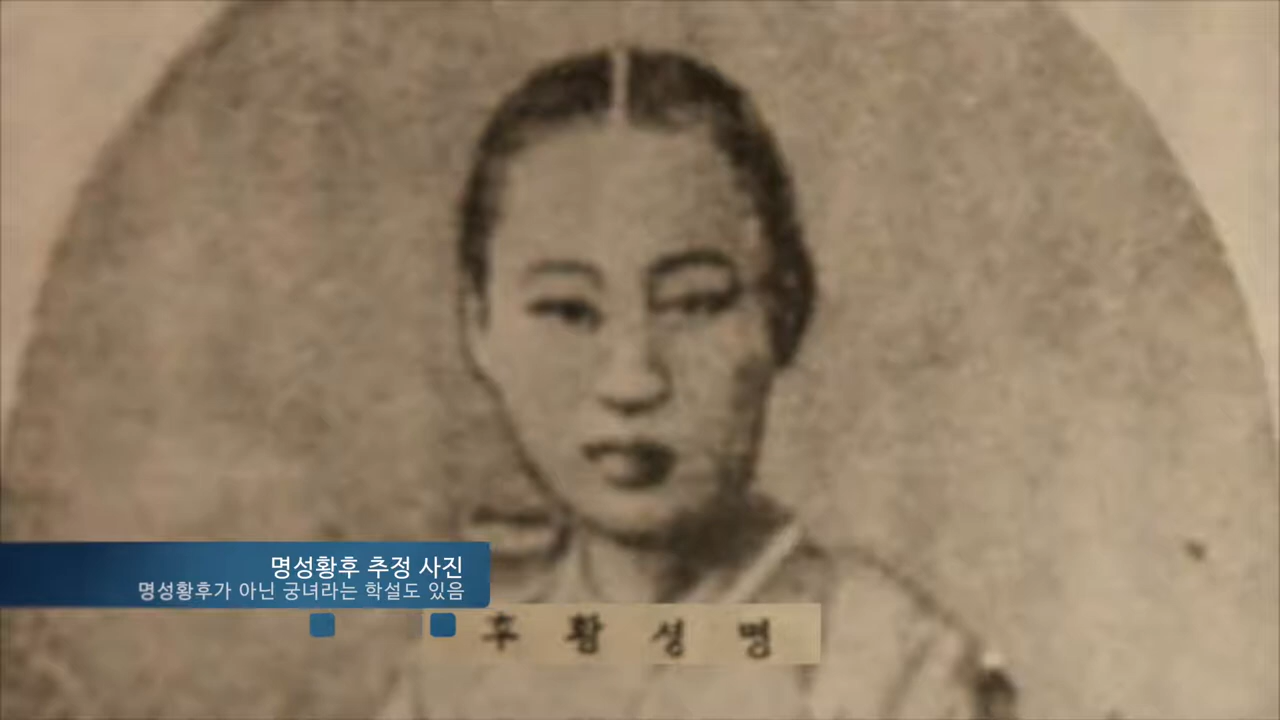 명성황후 추정 사진
명성황후가 아닌 궁녀라는 학설도 있음
후 황 성 명